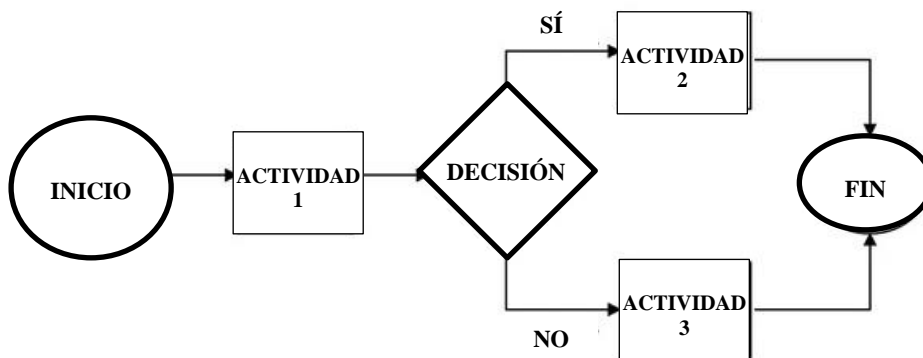 INICIO
ACTIVIDAD
1
DECISIÓN
SÍ
ACTIVIDAD
2
NO
ACTIVIDAD
3
FIN